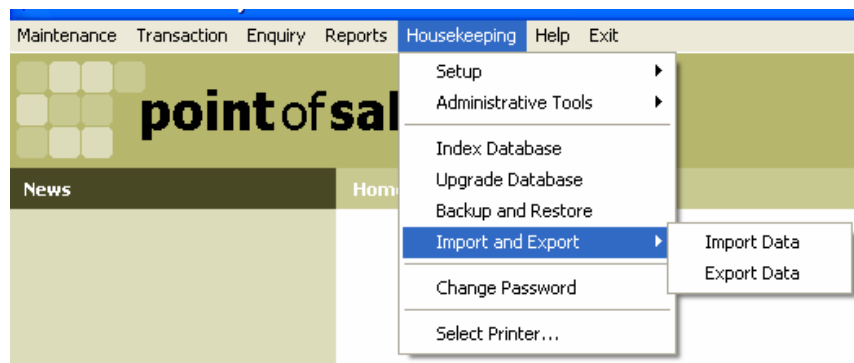 Maintenance Transaction Enquiry Reports Housekeeping Help Exit
Setup
Administrative Tools
pointofsal
Index Database
Upgrade Database
News
Backup and Restore
Import and Export
Import Data
Export Data
Change Password
Select Printer...